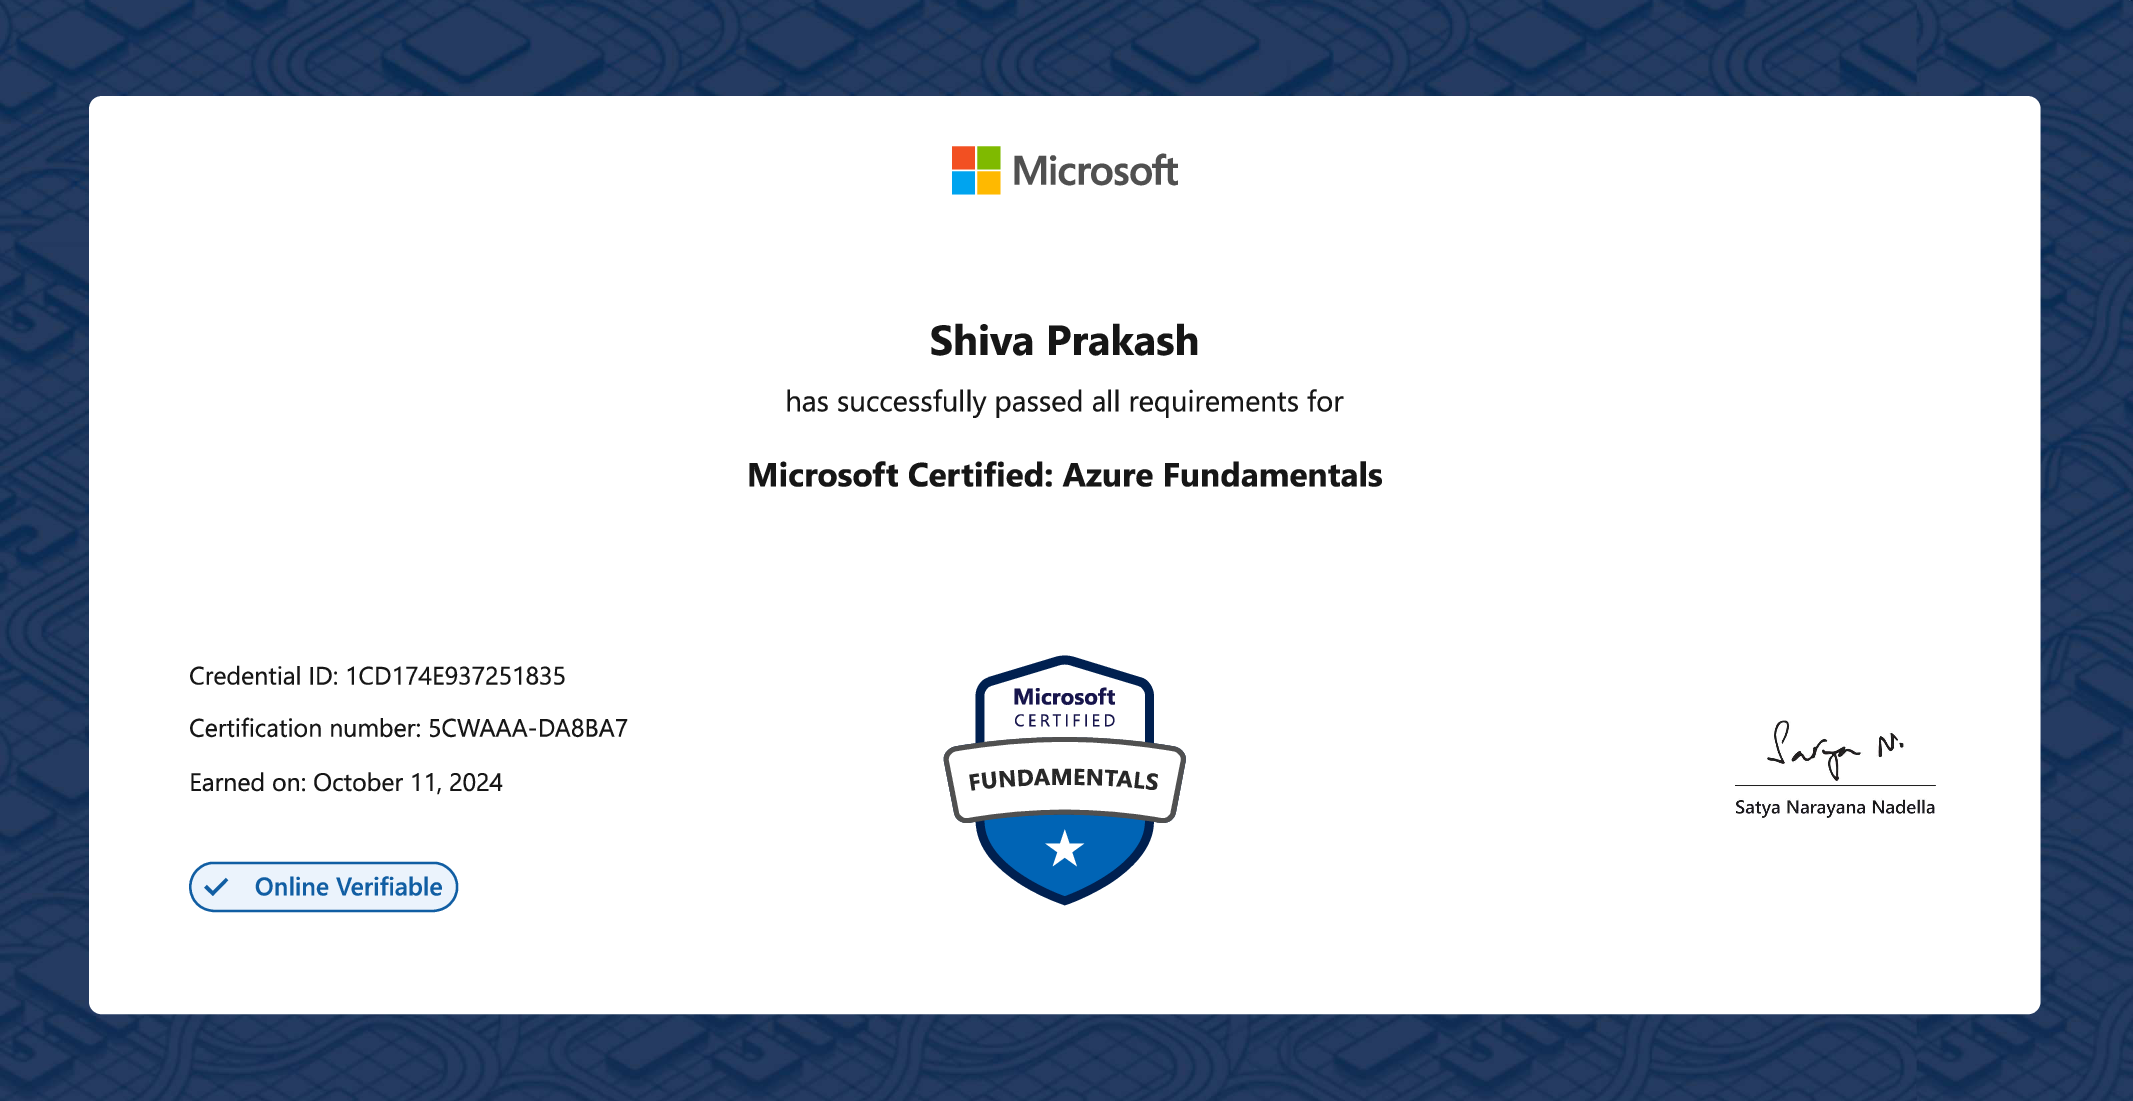 Microsoft
Shiva Prakash
has successfully passed all requirements for
Microsoft Certified: Azure Fundamentals
Credential ID: 1CD174E937251835
Certification number: 5CWAAA-DA8BA7
Earned on: October 11, 2024
Online Verifiable
Microsoft
CERTIFIED
FUNDAMENTALS
Satya N.
Satya Narayana Nadella